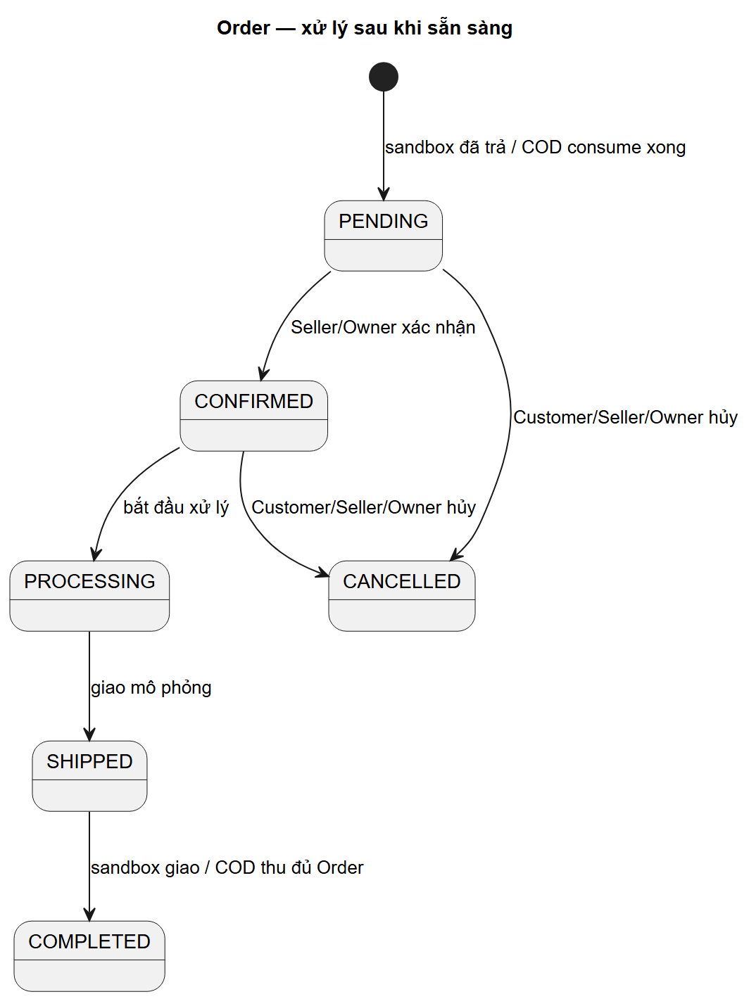 Order — xử lý sau khi sẵn sàng
sandbox đã trả / COD consume xong
PENDING
Seller/Owner xác nhận
CONFIRMED
Customer/Seller/Owner hủy
bắt đầu xử lý
Customer/Seller/Owner hủy
PROCESSING
CANCELLED
giao mô phỏng
SHIPPED
sandbox giao / COD thu đủ Order
COMPLETED